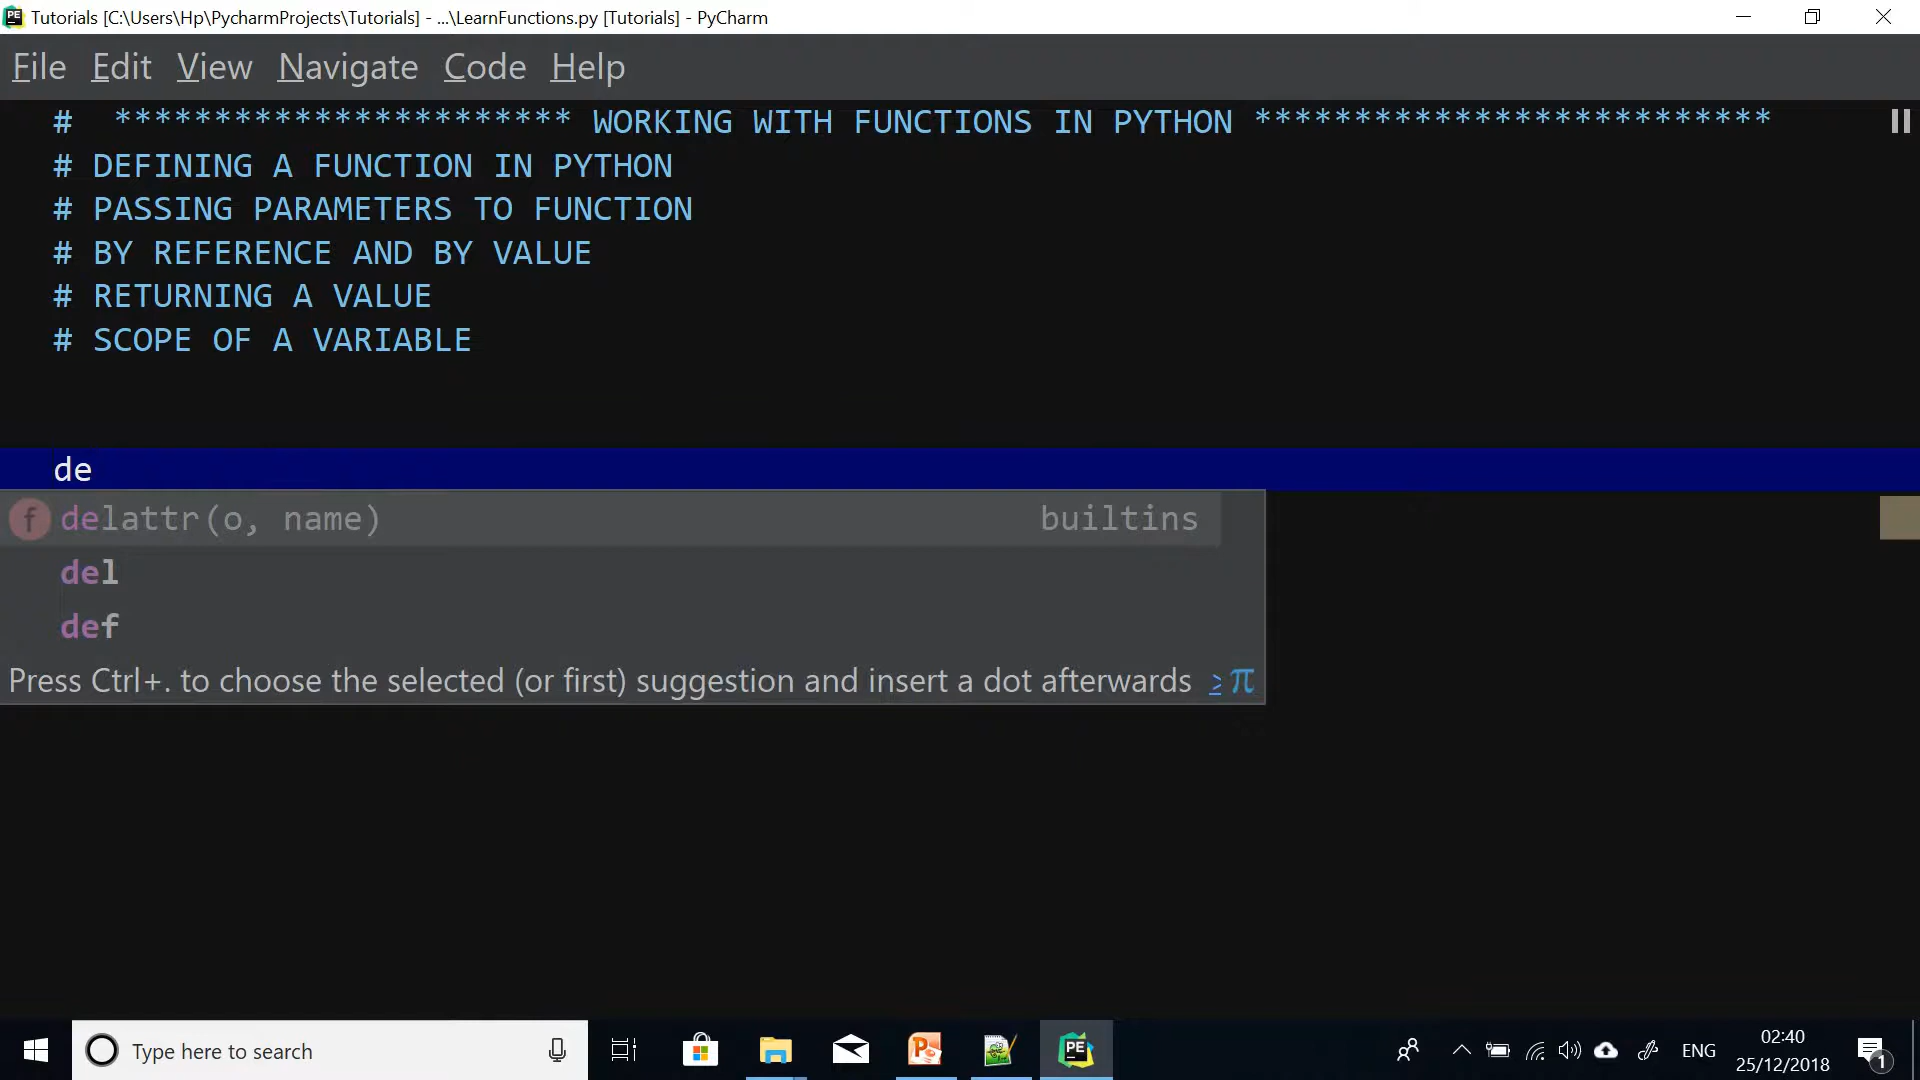 Tutorials [C:\Users\Hp\PycharmProjects\Tutorials] - ...\LearnFunctions.py [Tutorials] - PyCharm
File Edit View Navigate Code Help
# *********************** WORKING WITH FUNCTIONS IN PYTHON **************************
# DEFINING A FUNCTION IN PYTHON
# PASSING PARAMETERS TO FUNCTION
# BY REFERENCE AND BY VALUE
# RETURNING A VALUE
# SCOPE OF A VARIABLE
de
f delattr(o, name) builtins
del
def
Press Ctrl+. to choose the selected (or first) suggestion and insert a dot afterwards ≥ π
Type here to search
PE
ENG
02:40
25/12/2018
1